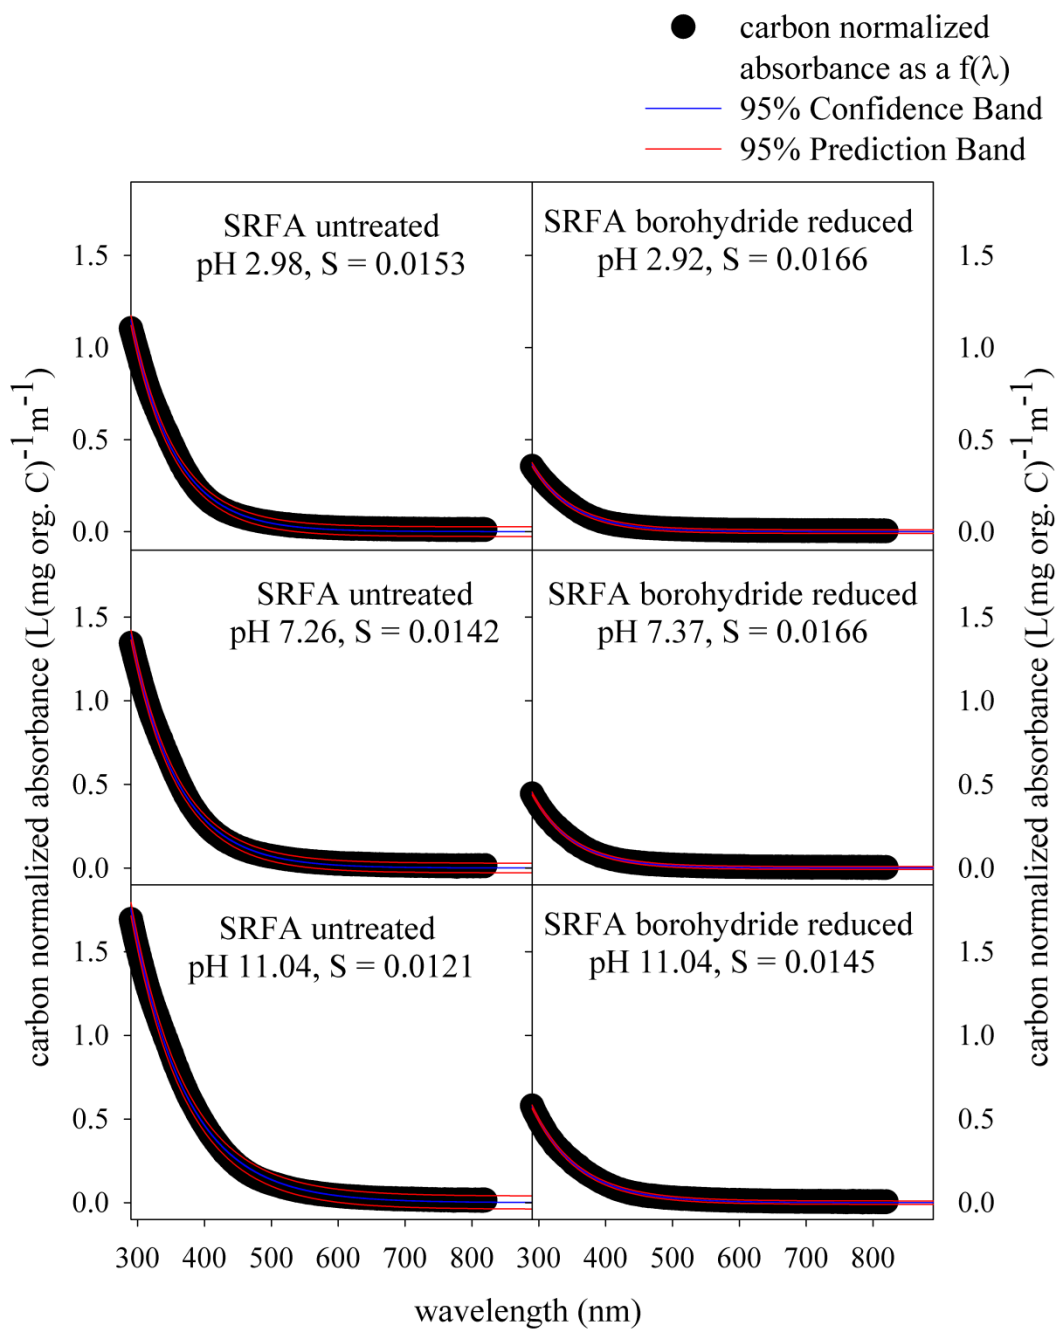 carbon normalized
absorbance as a f(λ)
95% Confidence Band
95% Prediction Band
carbon normalized absorbance (L(mg org. C)⁻¹m⁻¹)
SRFA untreated
pH 2.98, S = 0.0153
1.5
1.0
0.5
0.0
SRFA borohydride reduced
pH 2.92, S = 0.0166
1.5
1.0
0.5
0.0
SRFA untreated
pH 7.26, S = 0.0142
1.5
1.0
0.5
0.0
SRFA borohydride reduced
pH 7.37, S = 0.0166
1.5
1.0
0.5
0.0
SRFA untreated
pH 11.04, S = 0.0121
1.5
1.0
0.5
0.0
SRFA borohydride reduced
pH 11.04, S = 0.0145
1.5
1.0
0.5
0.0
carbon normalized absorbance (L(mg org. C)⁻¹m⁻¹)
300 400 500 600 700 800
300 400 500 600 700 800
wavelength (nm)